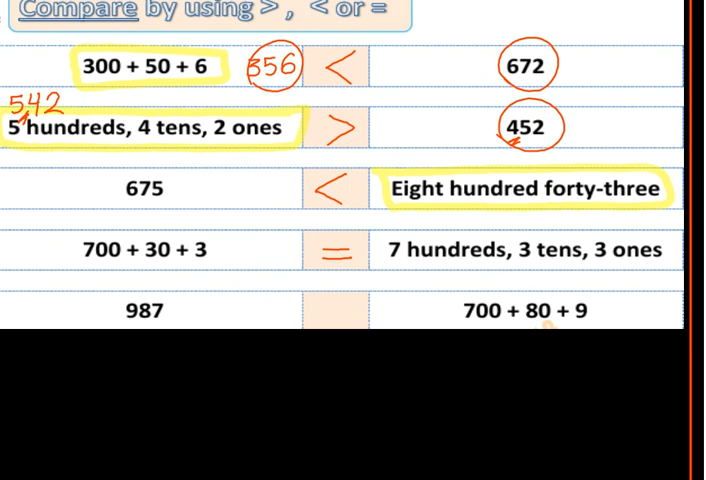 Compare by using > , < or =
300 + 50 + 6 356 < 672
542
5 hundreds, 4 tens, 2 ones > 452
675 < Eight hundred forty-three
700 + 30 + 3 = 7 hundreds, 3 tens, 3 ones
987 700 + 80 + 9